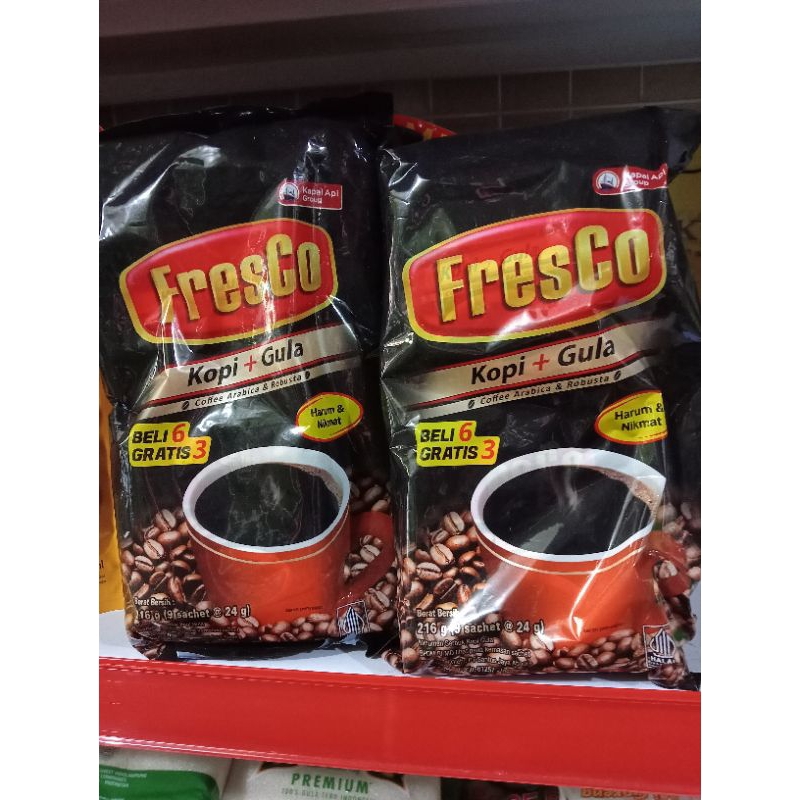 Kapal Api
Group
FresCo
Kopi + Gula
Coffee Arabica & Robusta
BELI 6
GRATIS 3
Harum &
Nikmat
Berat Bersih :
216 g (9 sachet @ 24 g)
Kapal Api
Group
FresCo
Kopi + Gula
Coffee Arabica & Robusta
BELI 6
GRATIS 3
Harum &
Nikmat
Berat Bersih :
216 g (9 sachet @ 24 g)
HALAL
PREMIUM